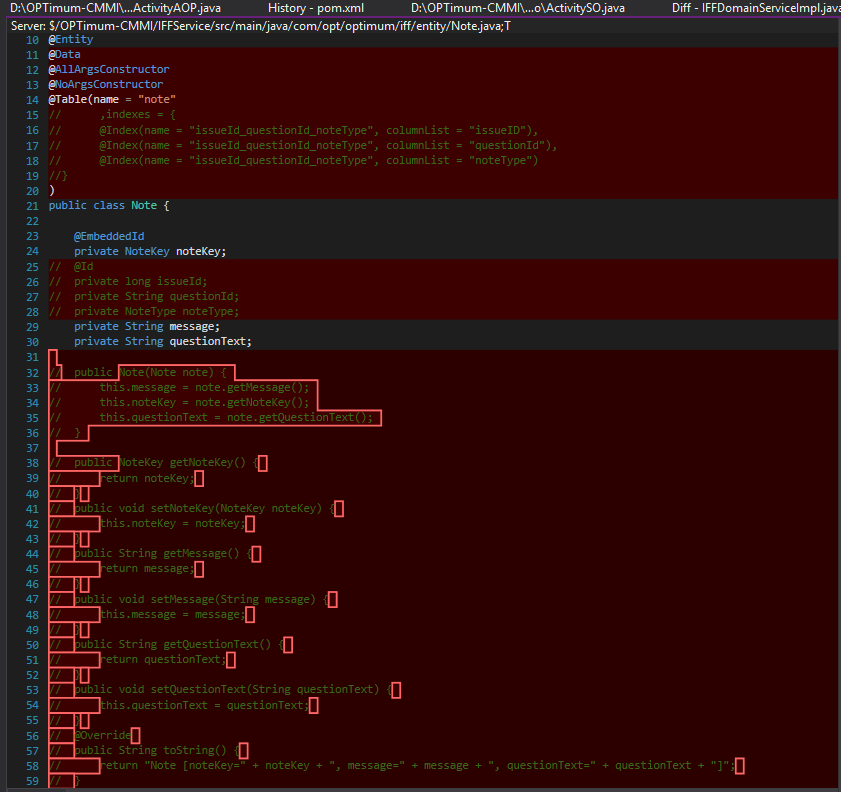 D:\OPTimum-CMMI\...ActivityAOP.java History - pom.xml D:\OPTimum-CMMI\...o\ActivitySO.java Diff - IFFDomainServiceImpl.java
Server: $/OPTimum-CMMI/IFFService/src/main/java/com/opt/optimum/iff/entity/Note.java;T
10 @Entity
11 @Data
12 @AllArgsConstructor
13 @NoArgsConstructor
14 @Table(name = "note"
15 // ,indexes = {
16 // @Index(name = "issueId_questionId_noteType", columnList = "issueID"),
17 // @Index(name = "issueId_questionId_noteType", columnList = "questionId"),
18 // @Index(name = "issueId_questionId_noteType", columnList = "noteType")
19 //}
20 )
21 public class Note {
22
23 @EmbeddedId
24 private NoteKey noteKey;
25 // @Id
26 // private long issueId;
27 // private String questionId;
28 // private NoteType noteType;
29 private String message;
30 private String questionText;
31
32 // public Note(Note note) {
33 // this.message = note.getMessage();
34 // this.noteKey = note.getNoteKey();
35 // this.questionText = note.getQuestionText();
36 // }
37
38 // public NoteKey getNoteKey() {
39 // return noteKey;
40 // }
41 // public void setNoteKey(NoteKey noteKey) {
42 // this.noteKey = noteKey;
43 // }
44 // public String getMessage() {
45 // return message;
46 // }
47 // public void setMessage(String message) {
48 // this.message = message;
49 // }
50 // public String getQuestionText() {
51 // return questionText;
52 // }
53 // public void setQuestionText(String questionText) {
54 // this.questionText = questionText;
55 // }
56 // @Override
57 // public String toString() {
58 // return "Note [noteKey=" + noteKey + ", message=" + message + ", questionText=" + questionText + "]";
59 // }